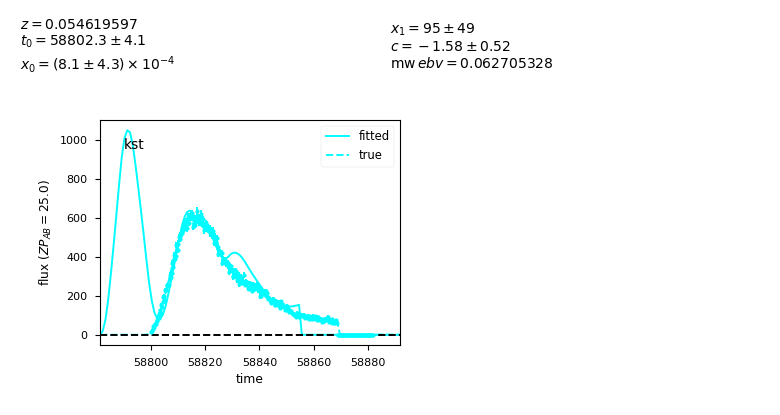 z = 0.054619597
t₀ = 58802.3 ± 4.1
x₀ = (8.1 ± 4.3) × 10⁻⁴
x₁ = 95 ± 49
c = −1.58 ± 0.52
mw ebv = 0.062705328
fitted
true
kst
1000
800
600
400
200
0
flux (ZP_AB = 25.0)
58800 58820 58840 58860 58880
time